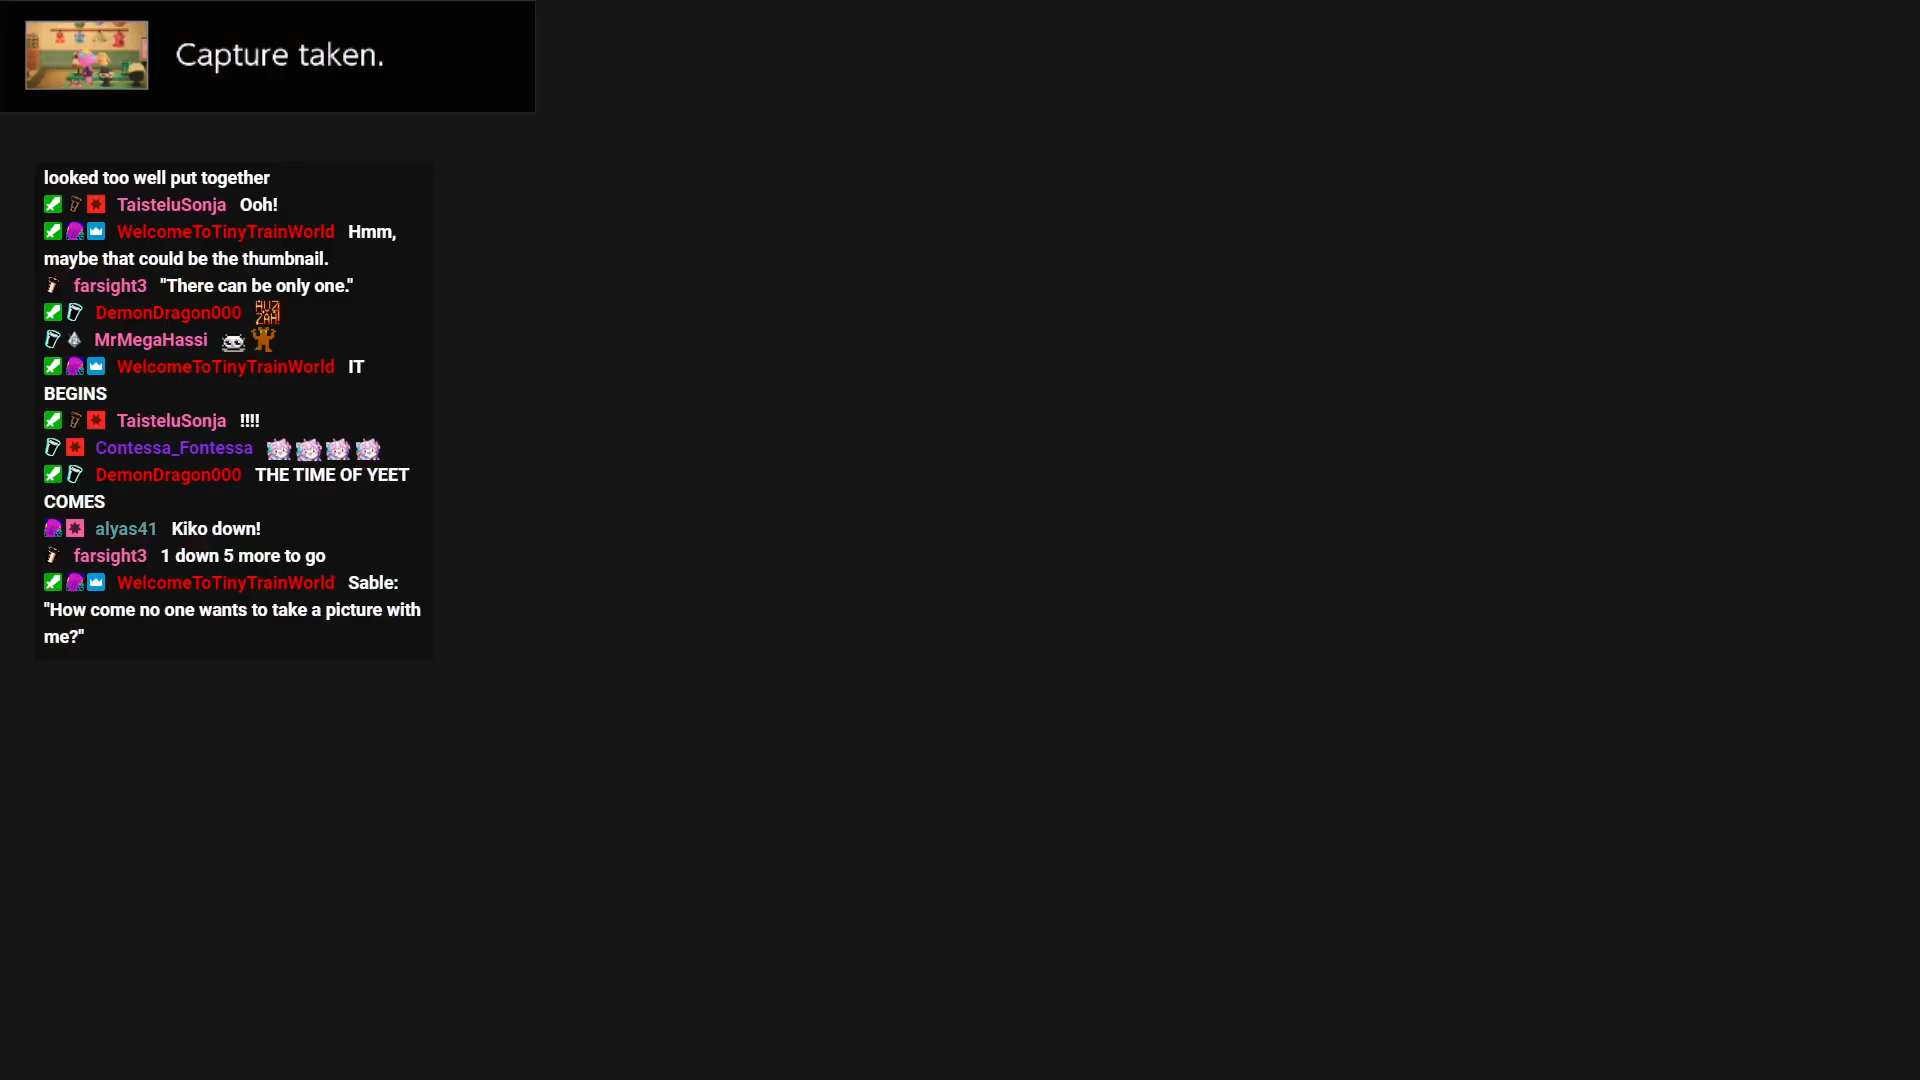 Capture taken.
looked too well put together
TaisteluSonja Ooh!
WelcomeToTinyTrainWorld Hmm,
maybe that could be the thumbnail.
farsight3 "There can be only one."
DemonDragon000 HUZ
ZAH!
MrMegaHassi
WelcomeToTinyTrainWorld IT
BEGINS
TaisteluSonja !!!!
Contessa_Fontessa
DemonDragon000 THE TIME OF YEET
COMES
alyas41 Kiko down!
farsight3 1 down 5 more to go
WelcomeToTinyTrainWorld Sable:
"How come no one wants to take a picture with
me?"